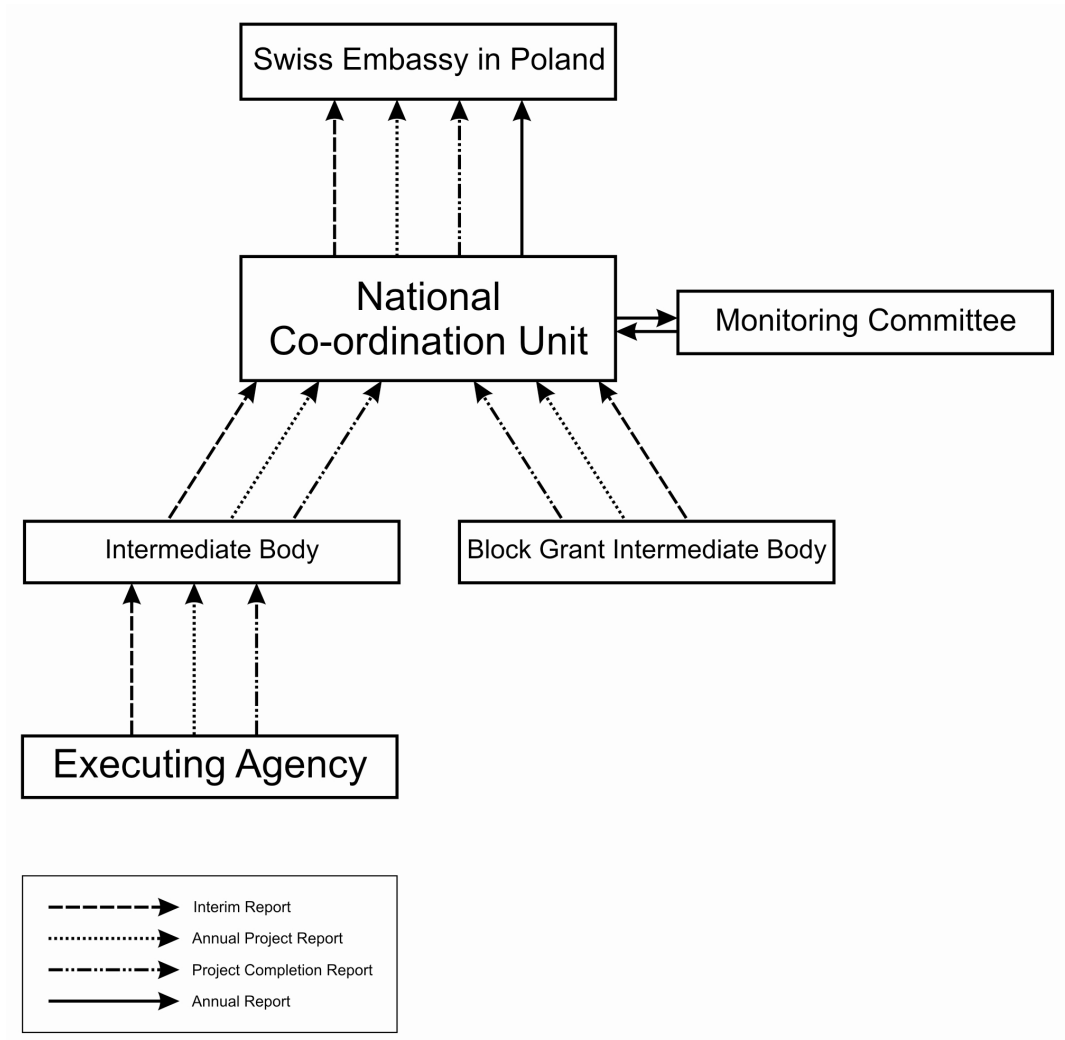 Swiss Embassy in Poland
National
Co-ordination Unit
Monitoring Committee
Intermediate Body
Block Grant Intermediate Body
Executing Agency
Interim Report
Annual Project Report
Project Completion Report
Annual Report